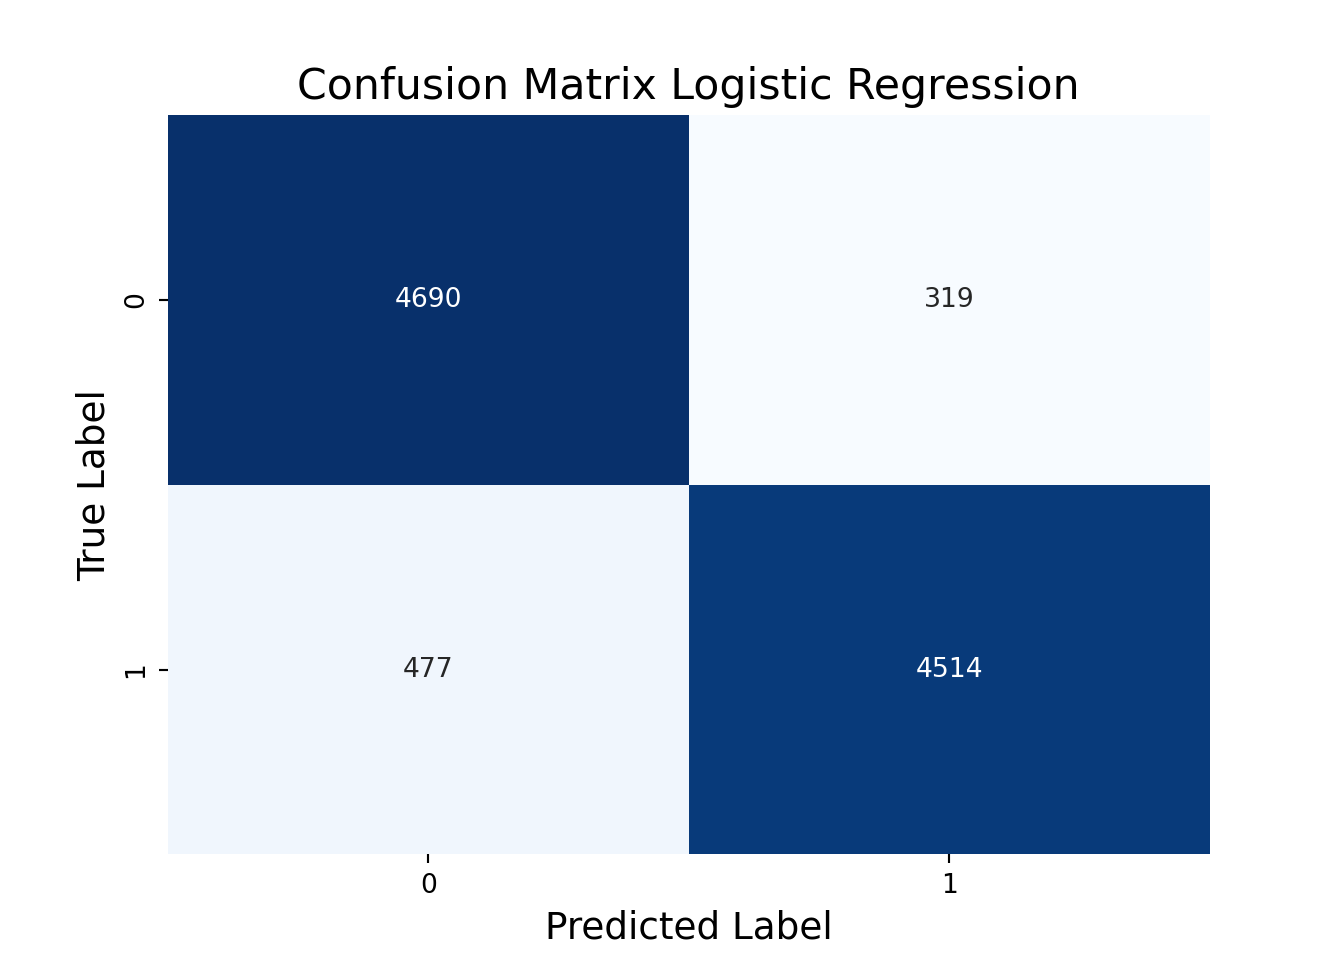 Confusion Matrix Logistic Regression
0
4690
319
True Label
1
477
4514
0
1
Predicted Label